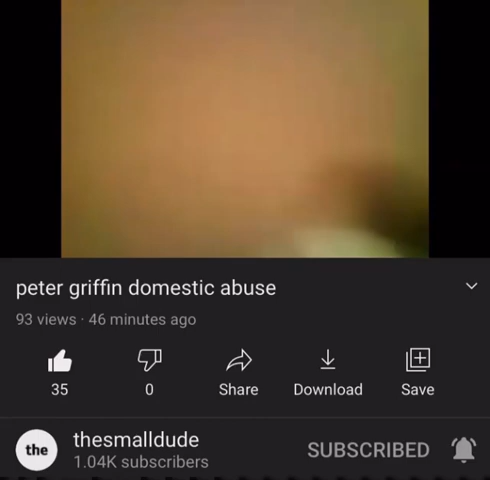 peter griffin domestic abuse
93 views · 46 minutes ago
35
0
Share
Download
Save
the
thesmalldude
1.04K subscribers
SUBSCRIBED